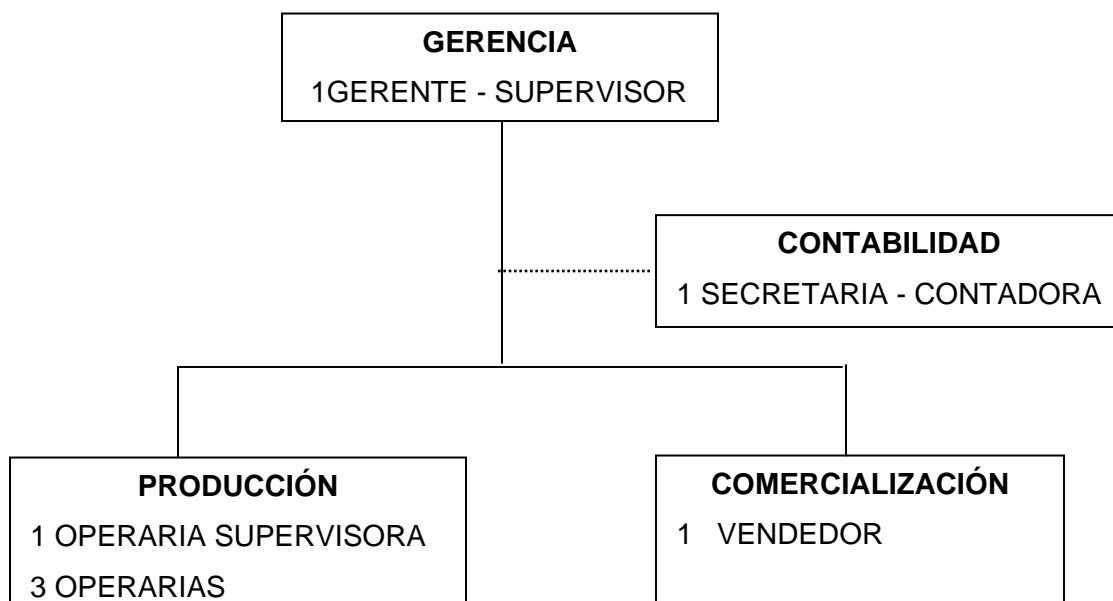 GERENCIA
1GERENTE - SUPERVISOR
CONTABILIDAD
1 SECRETARIA - CONTADORA
PRODUCCIÓN
1 OPERARIA SUPERVISORA
3 OPERARIAS
COMERCIALIZACIÓN
1 VENDEDOR